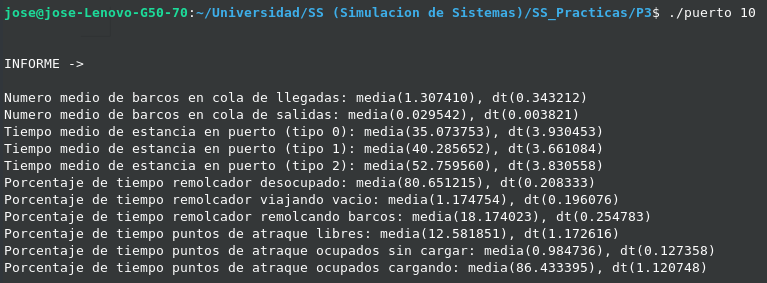 jose@jose-Lenovo-G50-70:~/Universidad/SS (Simulacion de Sistemas)/SS_Practicas/P3$ ./puerto 10
INFORME ->
Numero medio de barcos en cola de llegadas: media(1.307410), dt(0.343212)
Numero medio de barcos en cola de salidas: media(0.029542), dt(0.003821)
Tiempo medio de estancia en puerto (tipo 0): media(35.073753), dt(3.930453)
Tiempo medio de estancia en puerto (tipo 1): media(40.285652), dt(3.661084)
Tiempo medio de estancia en puerto (tipo 2): media(52.759560), dt(3.830558)
Porcentaje de tiempo remolcador desocupado: media(80.651215), dt(0.208333)
Porcentaje de tiempo remolcador viajando vacio: media(1.174754), dt(0.196076)
Porcentaje de tiempo remolcador remolcando barcos: media(18.174023), dt(0.254783)
Porcentaje de tiempo puntos de atraque libres: media(12.581851), dt(1.172616)
Porcentaje de tiempo puntos de atraque ocupados sin cargar: media(0.984736), dt(0.127358)
Porcentaje de tiempo puntos de atraque ocupados cargando: media(86.433395), dt(1.120748)